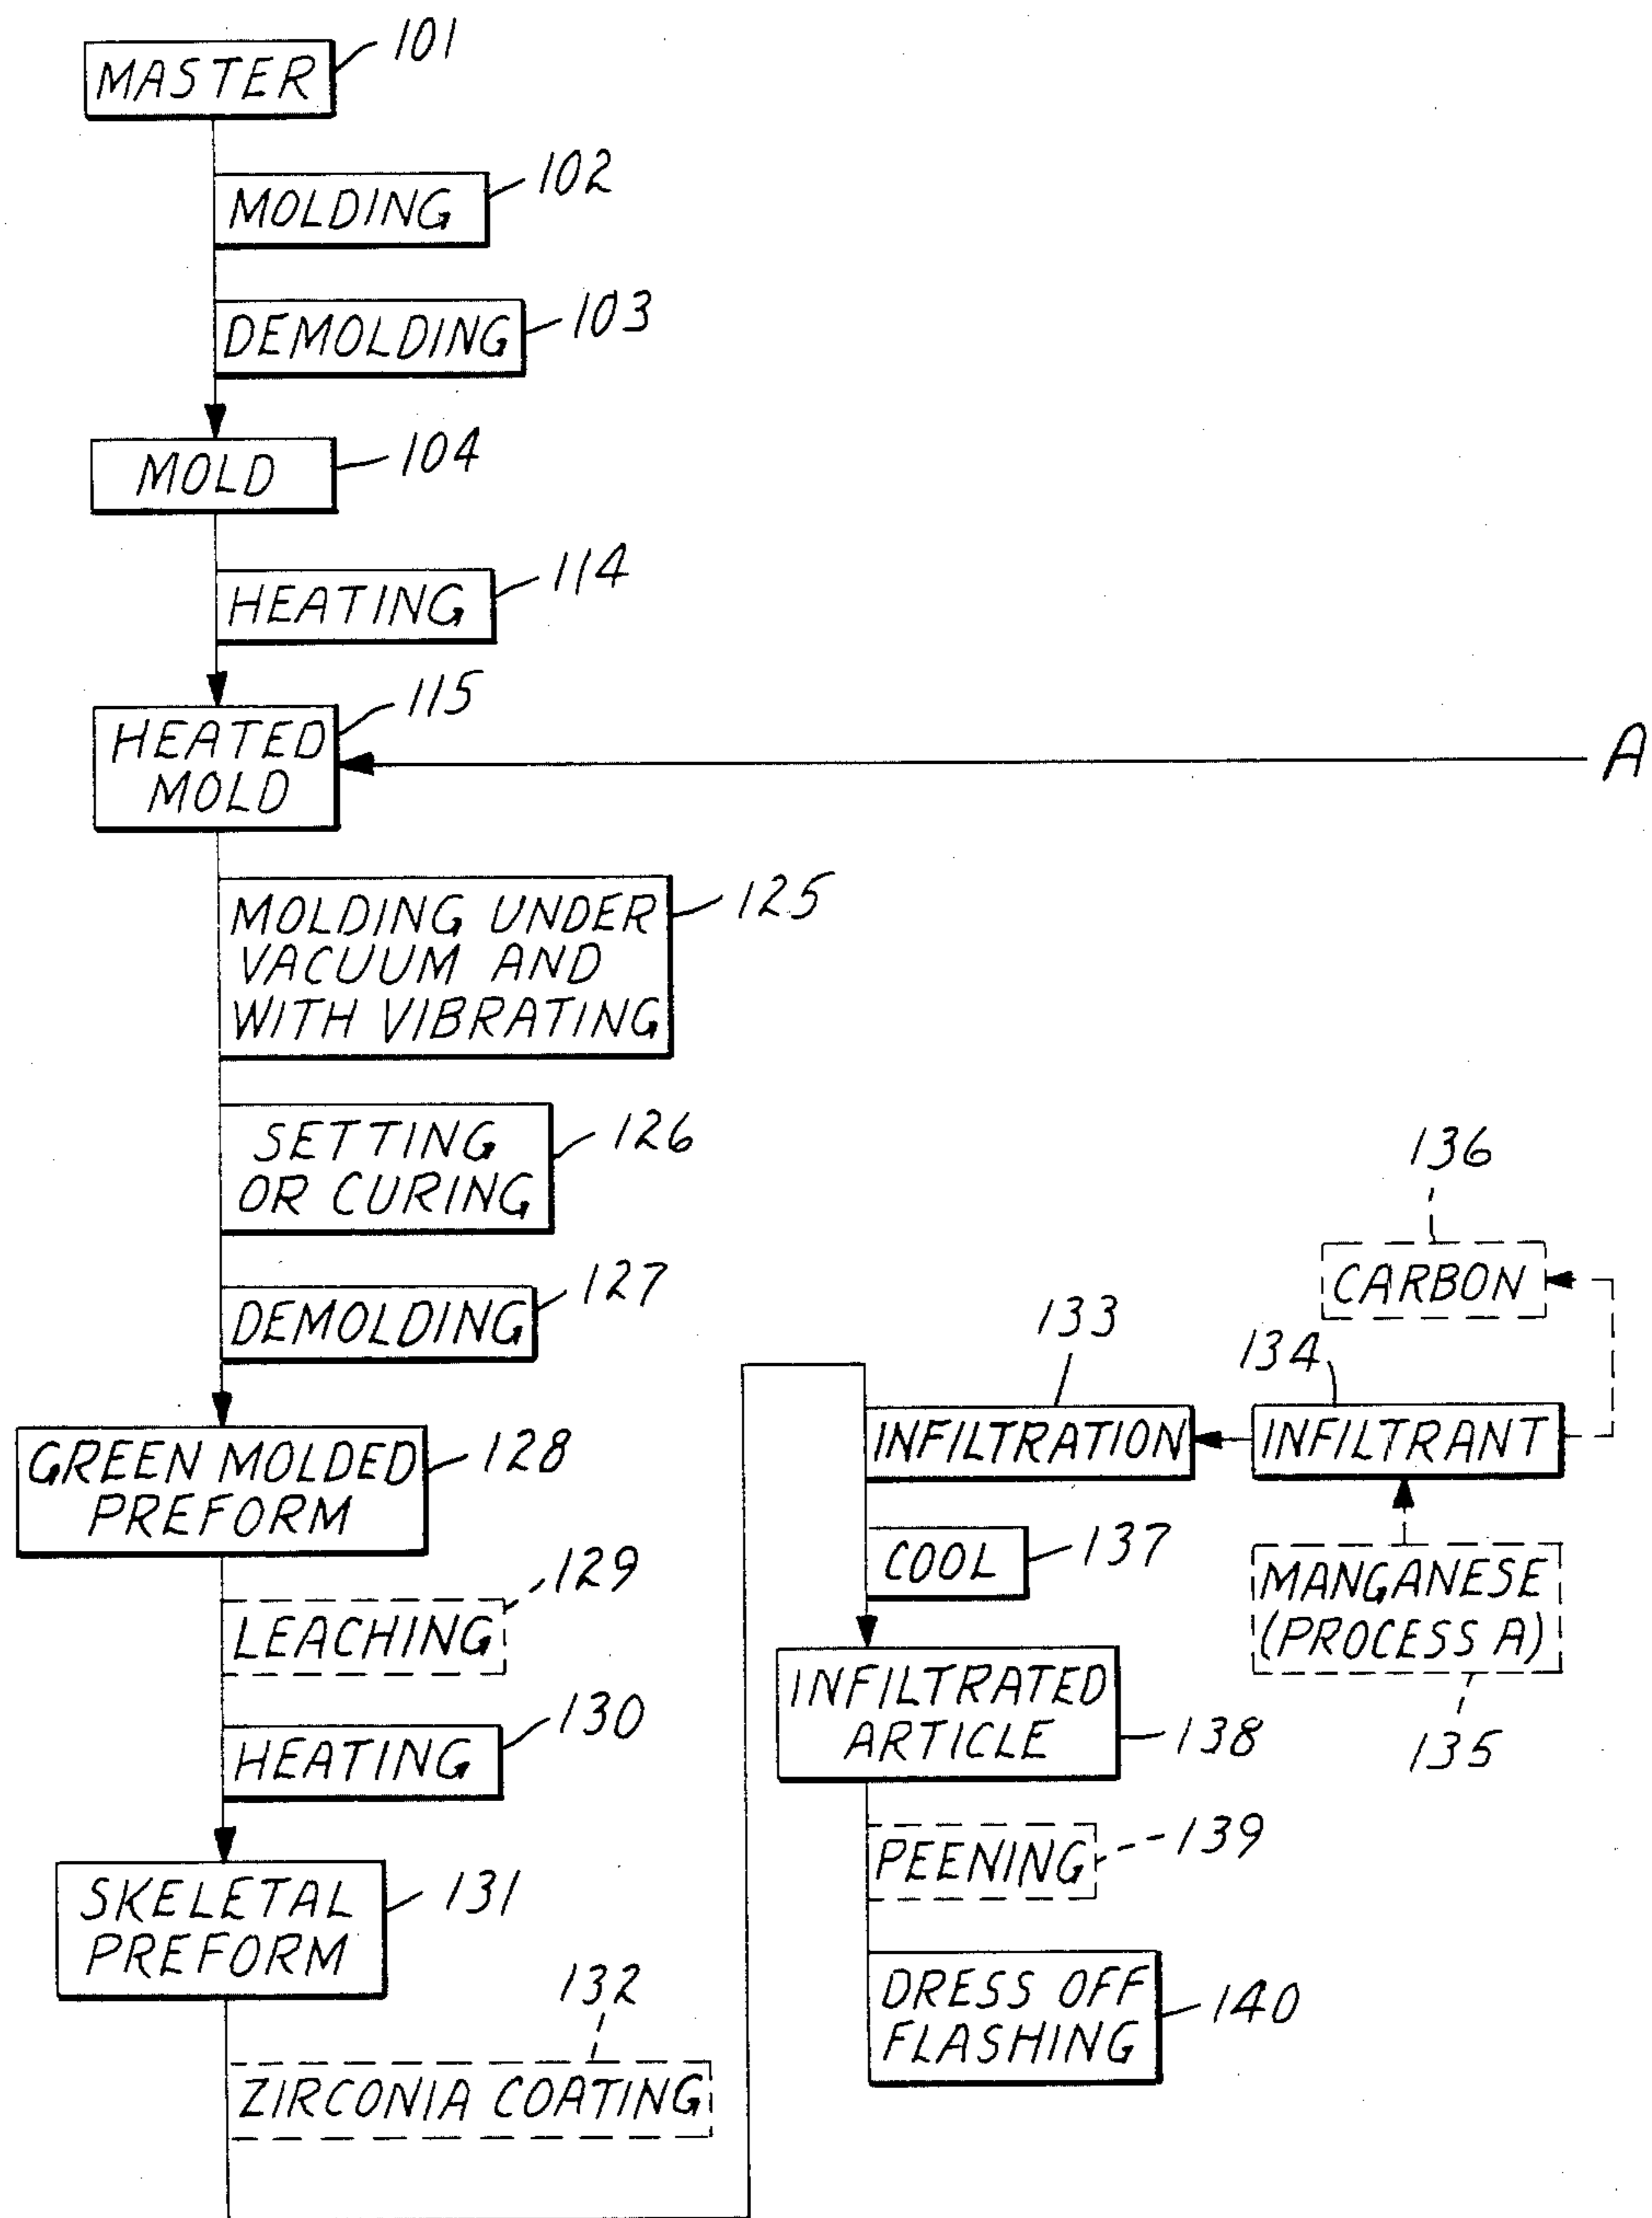 MASTER
101
MOLDING
102
DEMOLDING
103
MOLD
104
HEATING
114
HEATED
MOLD
115
A
MOLDING UNDER
VACUUM AND
WITH VIBRATING
125
SETTING
OR CURING
126
DEMOLDING
127
GREEN MOLDED
PREFORM
128
LEACHING
129
HEATING
130
SKELETAL
PREFORM
131
132
ZIRCONIA COATING
133
INFILTRATION
134
INFILTRANT
136
CARBON
MANGANESE
(PROCESS A)
135
COOL
137
INFILTRATED
ARTICLE
138
PEENING
139
DRESS OFF
FLASHING
140